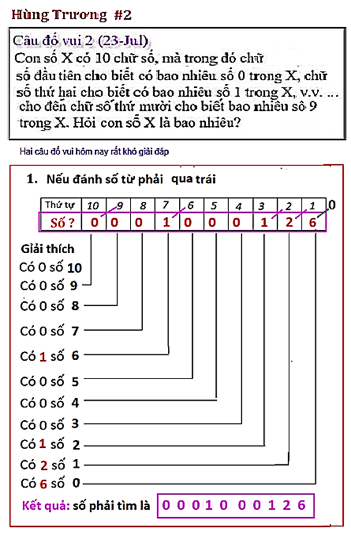 Hùng Trương #2
Câu đố vui 2 (23-Jul)
Con số X có 10 chữ số, mà trong đó chữ
số đầu tiên cho biết có bao nhiêu số 0 trong X, chữ
số thứ hai cho biết có bao nhiêu số 1 trong X, v.v. ...
cho đến chữ số thứ mười cho biết bao nhiêu số 9
trong X. Hỏi con số X là bao nhiêu?
Hai câu đố vui hôm nay rất khó giải đáp
1. Nếu đánh số từ phải qua trái
Thứ tự 10 9 8 7 6 5 4 3 2 1 0
Số ? 0 0 0 1 0 0 0 1 2 6
Giải thích
Có 0 số 10
Có 0 số 9
Có 0 số 8
Có 0 số 7
Có 1 số 6
Có 0 số 5
Có 0 số 4
Có 0 số 3
Có 1 số 2
Có 2 số 1
Có 6 số 0
Kết quả: số phải tìm là 0 0 0 1 0 0 0 1 2 6